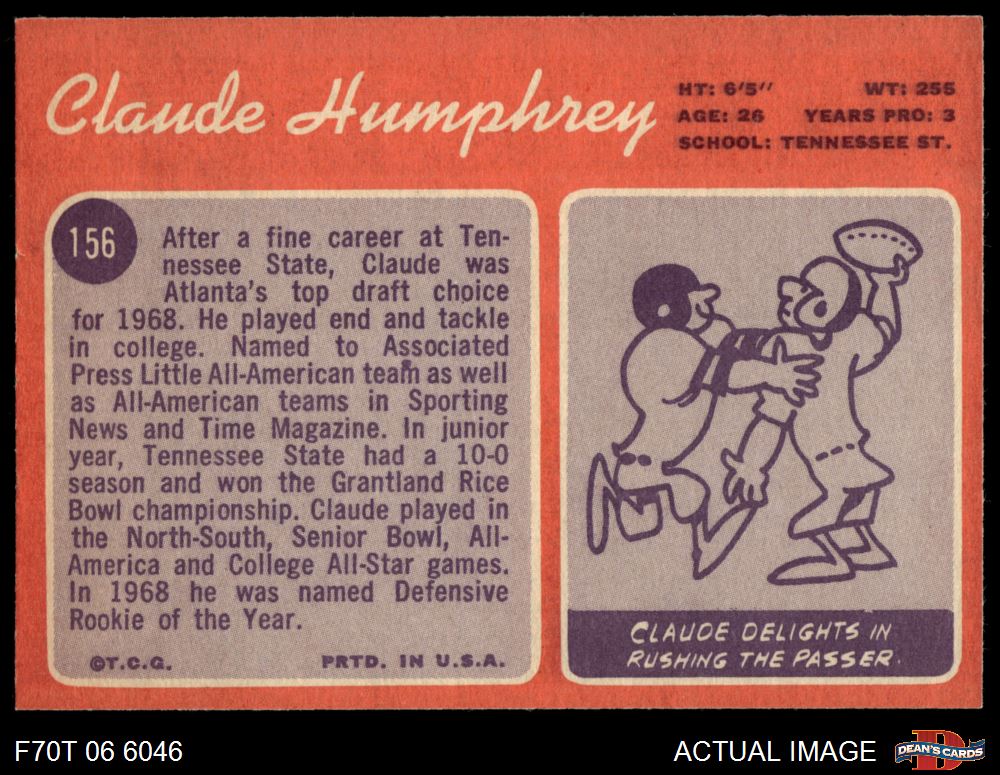 Claude Humphrey
HT: 6'5" WT: 255
AGE: 26 YEARS PRO: 3
SCHOOL: TENNESSEE ST.
156
After a fine career at Ten-
nessee State, Claude was
Atlanta's top draft choice
for 1968. He played end and tackle
in college. Named to Associated
Press Little All-American team as well
as All-American teams in Sporting
News and Time Magazine. In junior
year, Tennessee State had a 10-0
season and won the Grantland Rice
Bowl championship. Claude played in
the North-South, Senior Bowl, All-
America and College All-Star games.
In 1968 he was named Defensive
Rookie of the Year.
©T.C.G. PRTD. IN U.S.A.
CLAUDE DELIGHTS IN
RUSHING THE PASSER.
F70T 06 6046
ACTUAL IMAGE
D
DEAN'S CARDS